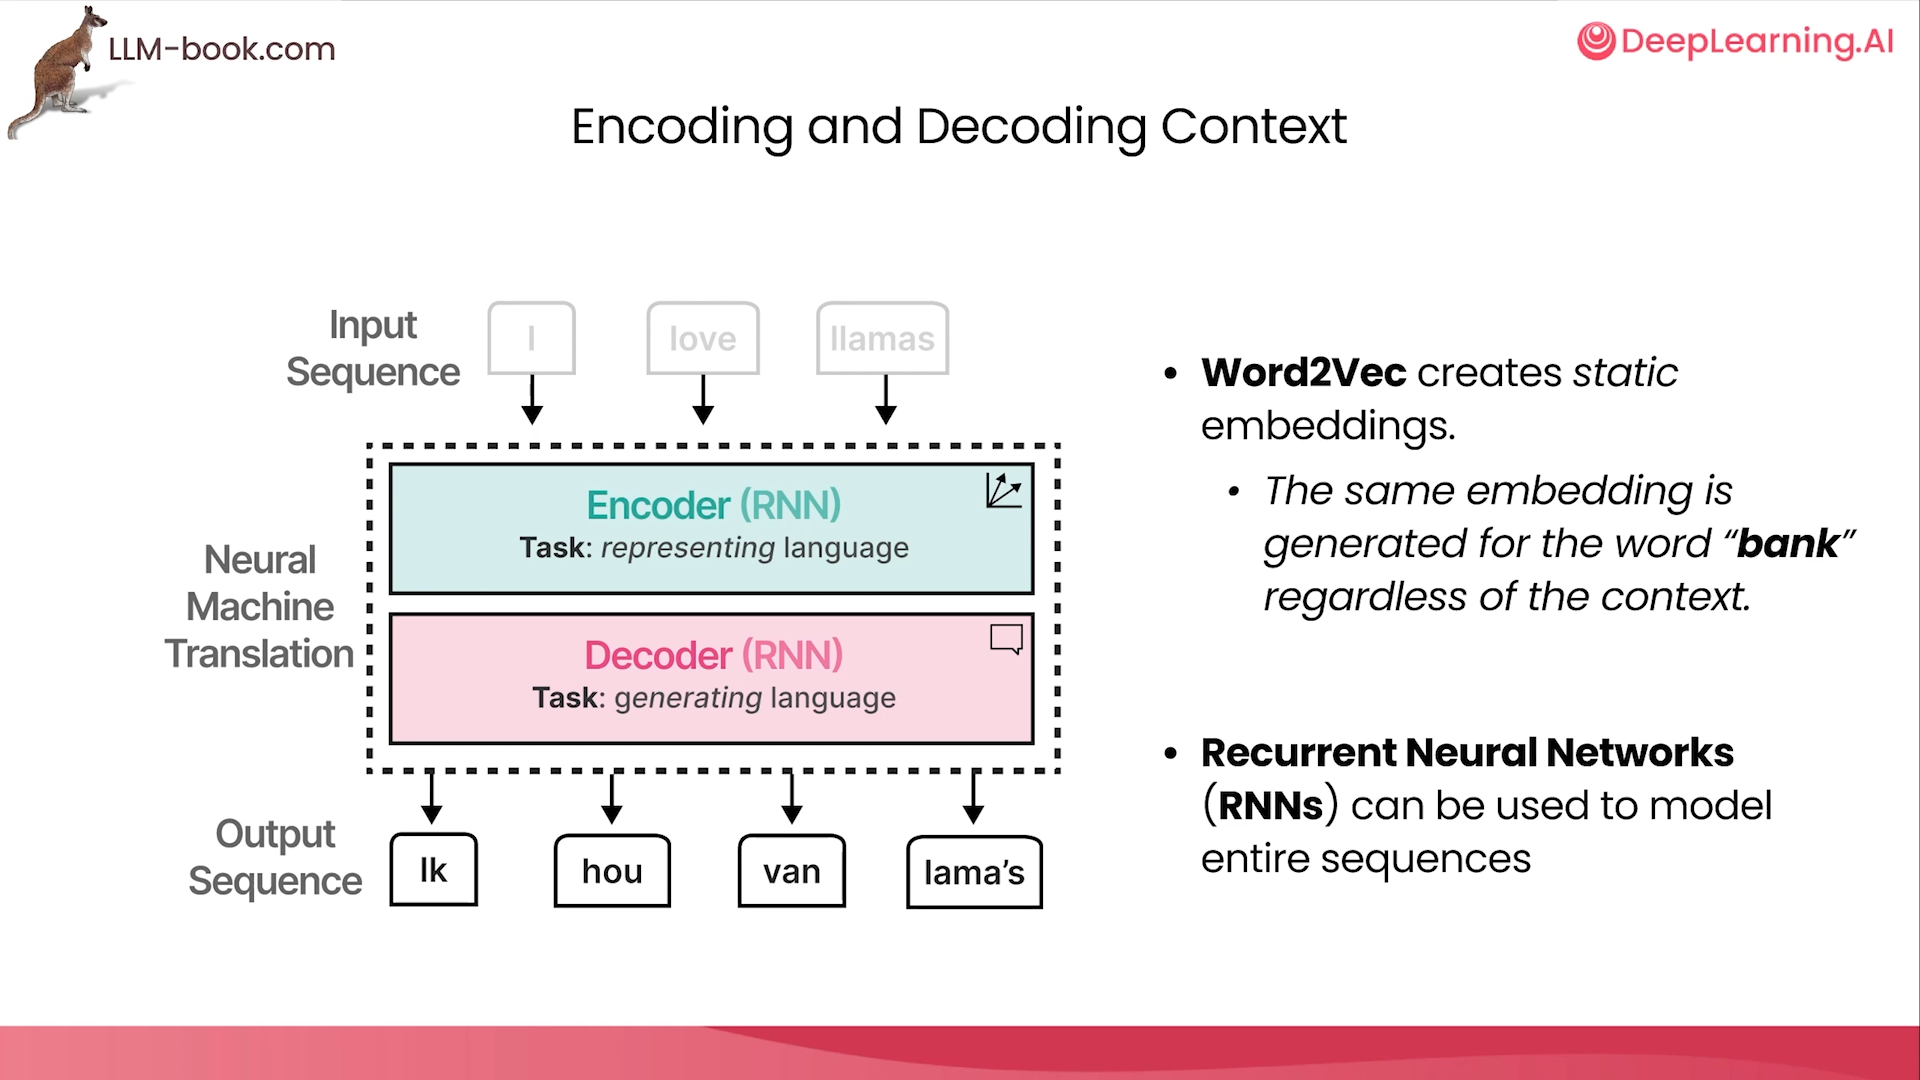 LLM-book.com
DeepLearning.AI
Encoding and Decoding Context
Input
Sequence
I
love
llamas
Neural
Machine
Translation
Encoder (RNN)
Task: representing language
Decoder (RNN)
Task: generating language
Output
Sequence
Ik
hou
van
lama's
• Word2Vec creates static
embeddings.
• The same embedding is
generated for the word “bank”
regardless of the context.
• Recurrent Neural Networks
(RNNs) can be used to model
entire sequences